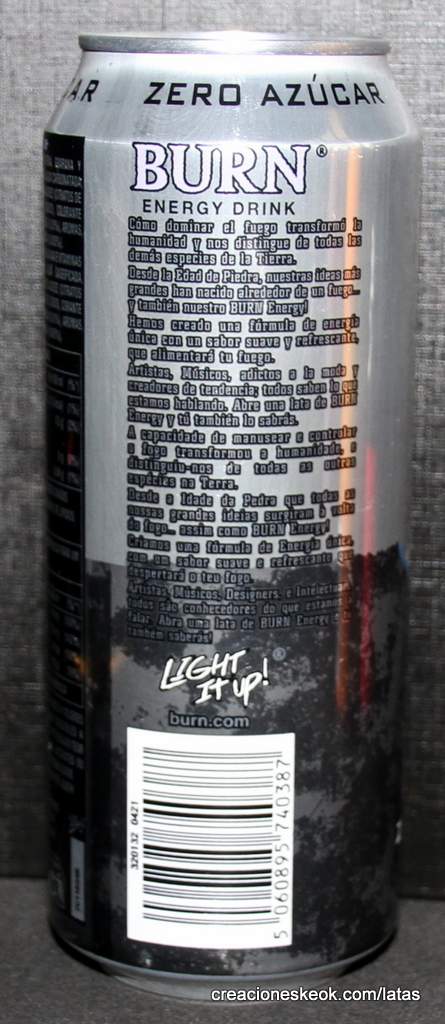 AR ZERO AZÚCAR
BURN®
ENERGY DRINK
Cómo dominar el fuego transformó la
humanidad y nos distingue de todas las
demás especies de la Tierra.
Desde la Edad de Piedra, nuestras ideas más
grandes han nacido alrededor de un fuego...
y también nuestro BURN Energy!
Hemos creado una fórmula de energía
única con un sabor suave y refrescante,
que alimentará tu fuego.
Artistas, Músicos, adictos a la moda y
creadores de tendencia; todos saben lo que
estamos hablando. Abre una lata de BURN
Energy y tú también lo sabrás.
A capacidade de manusear e controlar
o fogo transformou a humanidade, e
distinguiu-nos de todas as outras
espécies na Terra.
Desde a Idade da Pedra que todas as
nossas grandes ideias surgiram à volta
do fogo... assim como BURN Energy!
Criamos uma fórmula de Energia única,
com um sabor suave e refrescante que
despertará o teu fogo.
Artistas, Músicos, Designers, e Intelectuais,
todos são conhecedores do que estamos a
falar. Abra uma lata de BURN Energy e tu
também saberás!
LIGHT
IT UP!®
burn.com
320132 0421
5 060895 740387
creacioneskeok.com/latas